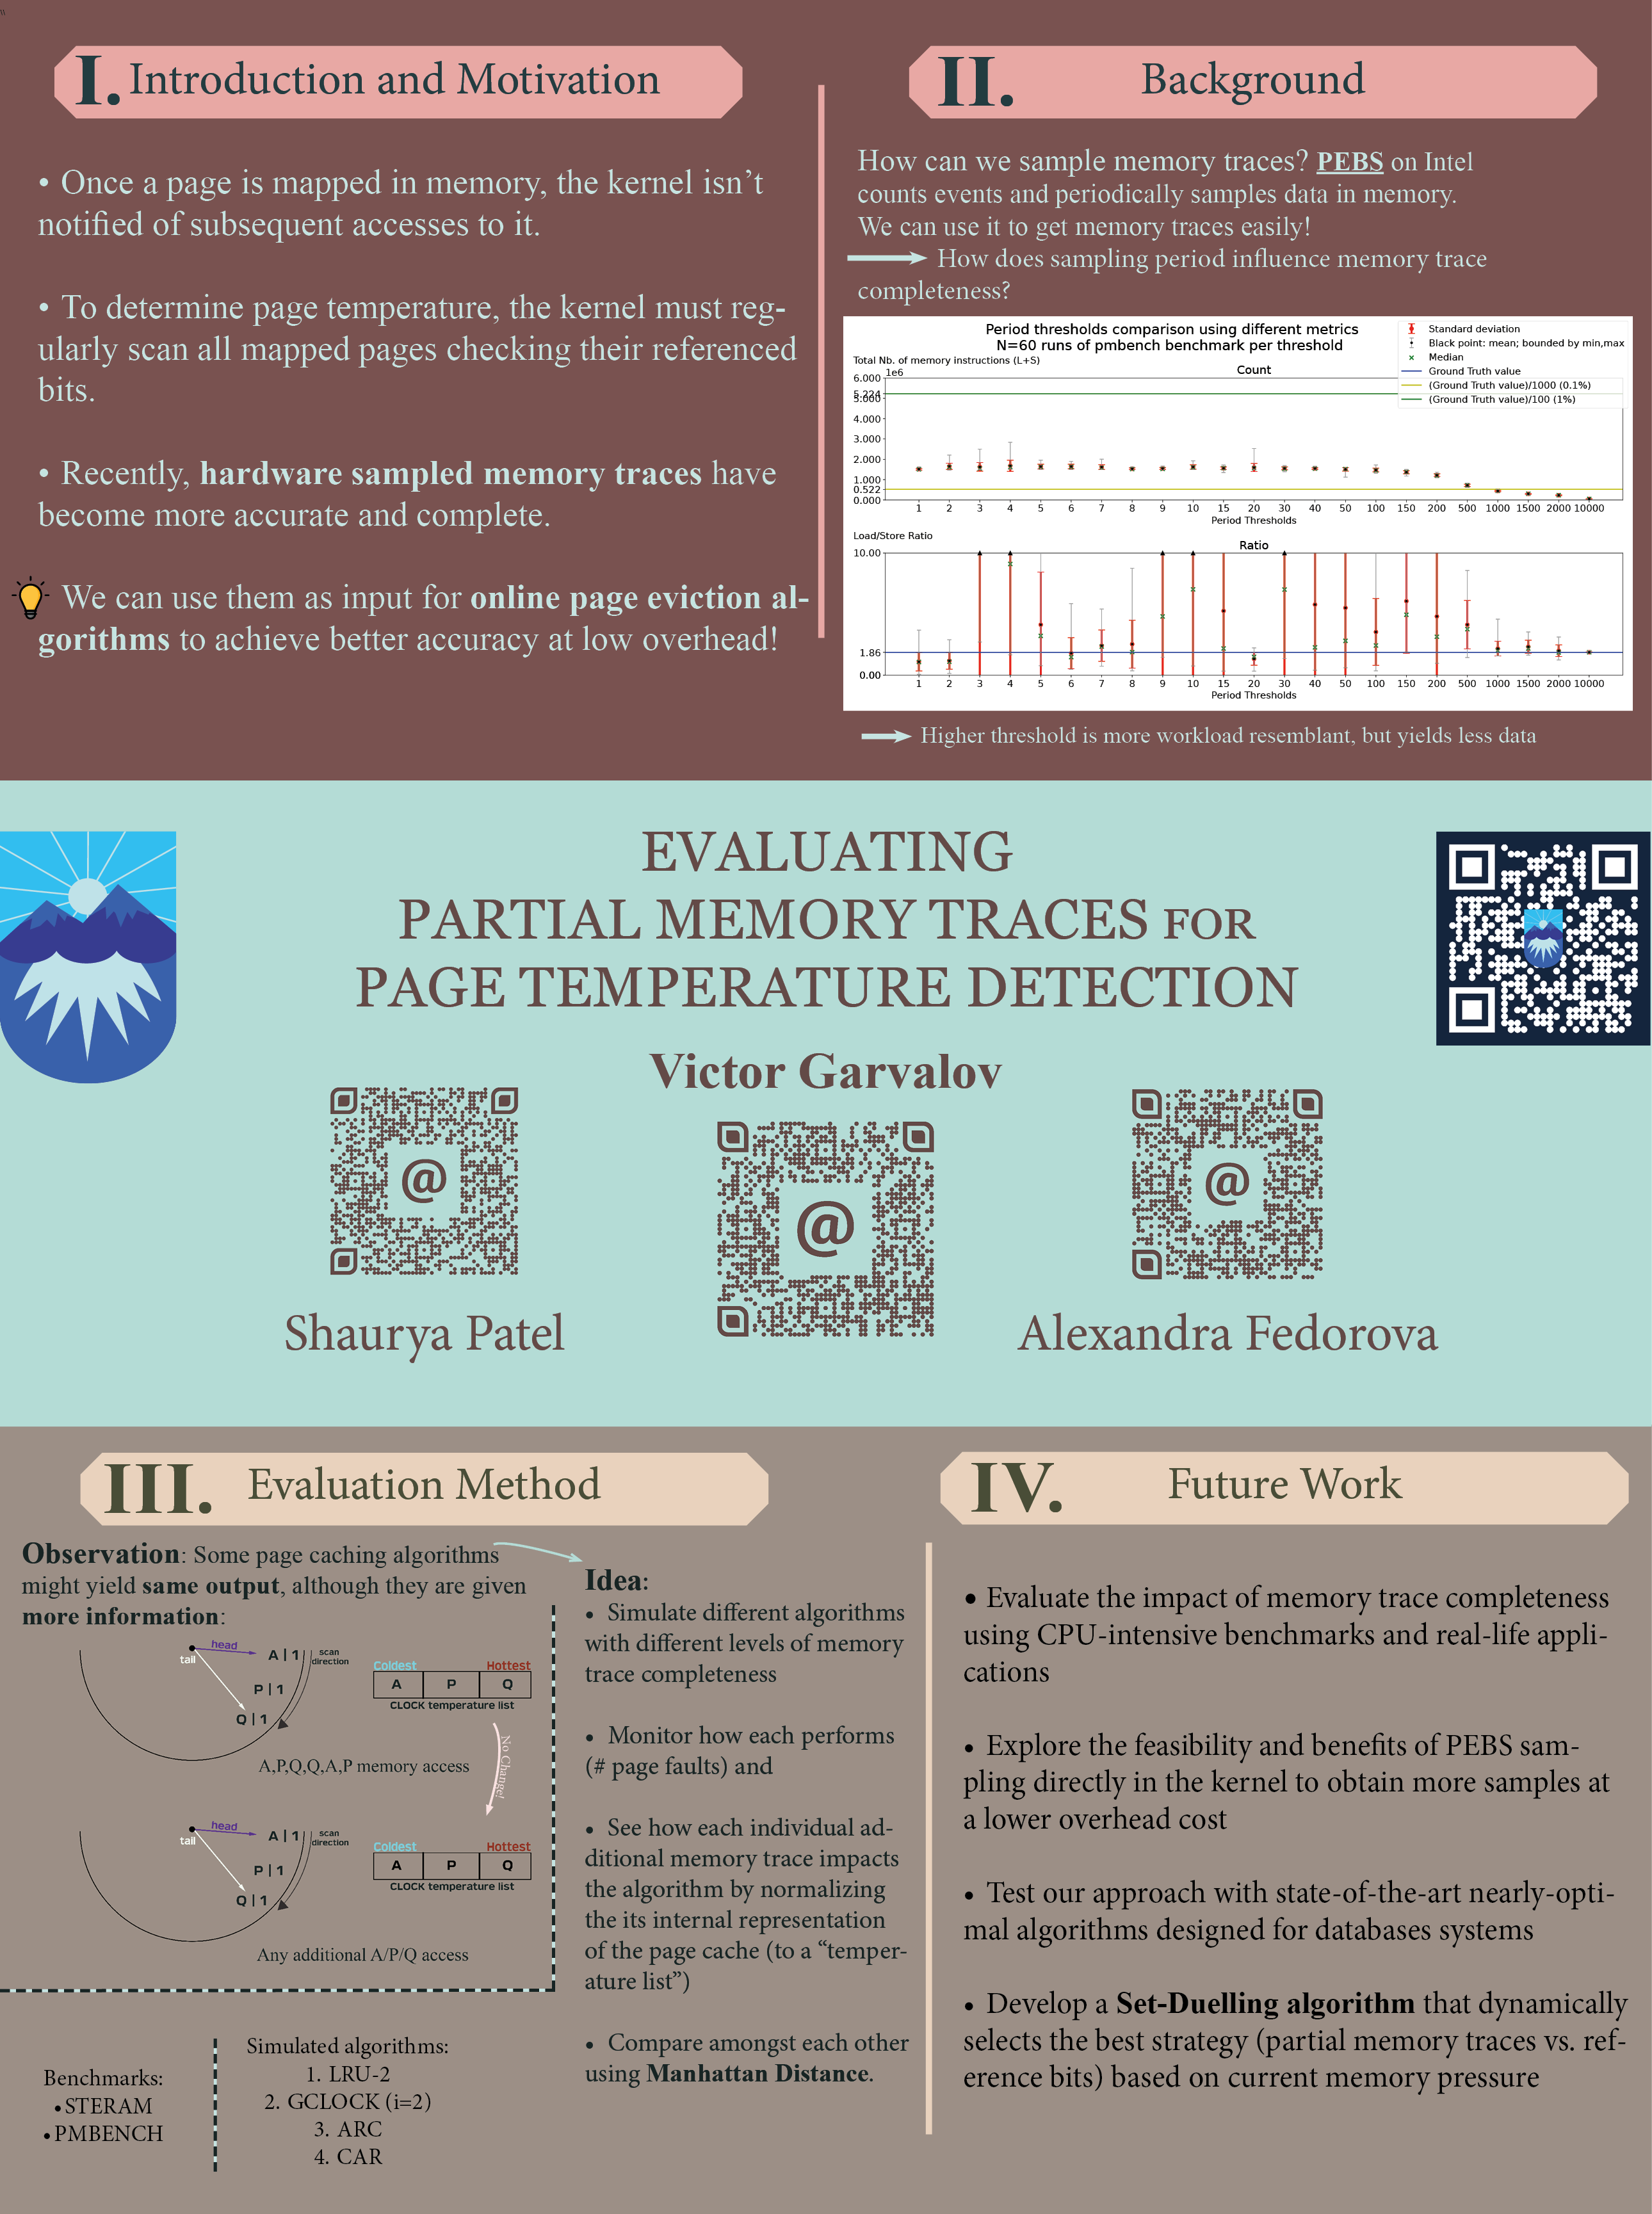 \\
I. Introduction and Motivation
• Once a page is mapped in memory, the kernel isn't
notified of subsequent accesses to it.
• To determine page temperature, the kernel must reg-
ularly scan all mapped pages checking their referenced
bits.
• Recently, hardware sampled memory traces have
become more accurate and complete.
We can use them as input for online page eviction al-
gorithms to achieve better accuracy at low overhead!
II. Background
How can we sample memory traces? PEBS on Intel
counts events and periodically samples data in memory.
We can use it to get memory traces easily!
How does sampling period influence memory trace
completeness?
Period thresholds comparison using different metrics
N=60 runs of pmbench benchmark per threshold
Standard deviation
Black point: mean; bounded by min,max
Median
Ground Truth value
(Ground Truth value)/1000 (0.1%)
(Ground Truth value)/100 (1%)
Total Nb. of memory instructions (L+S)
1e6
Count
6.000
5.224
5.000
4.000
3.000
2.000
1.000
0.522
0.000
1 2 3 4 5 6 7 8 9 10 15 20 30 40 50 100 150 200 500 1000 1500 2000 10000
Period Thresholds
Load/Store Ratio
Ratio
10.00
1.86
0.00
1 2 3 4 5 6 7 8 9 10 15 20 30 40 50 100 150 200 500 1000 1500 2000 10000
Period Thresholds
Higher threshold is more workload resemblant, but yields less data
EVALUATING
PARTIAL MEMORY TRACES FOR
PAGE TEMPERATURE DETECTION
Victor Garvalov
@
@
@
Shaurya Patel
Alexandra Fedorova
III. Evaluation Method
Observation: Some page caching algorithms
might yield same output, although they are given
more information:
head
tail
A | 1
P | 1
Q | 1
scan
direction
Coldest Hottest
A P Q
CLOCK temperature list
A,P,Q,Q,A,P memory access
No Change!
head
tail
A | 1
P | 1
Q | 1
scan
direction
Coldest Hottest
A P Q
CLOCK temperature list
Any additional A/P/Q access
Benchmarks:
• STERAM
• PMBENCH
Simulated algorithms:
1. LRU-2
2. GCLOCK (i=2)
3. ARC
4. CAR
Idea:
• Simulate different algorithms
with different levels of memory
trace completeness
• Monitor how each performs
(# page faults) and
• See how each individual ad-
ditional memory trace impacts
the algorithm by normalizing
the its internal representation
of the page cache (to a “temper-
ature list”)
• Compare amongst each other
using Manhattan Distance.
IV. Future Work
• Evaluate the impact of memory trace completeness
using CPU-intensive benchmarks and real-life appli-
cations
• Explore the feasibility and benefits of PEBS sam-
pling directly in the kernel to obtain more samples at
a lower overhead cost
• Test our approach with state-of-the-art nearly-opti-
mal algorithms designed for databases systems
• Develop a Set-Duelling algorithm that dynamically
selects the best strategy (partial memory traces vs. ref-
erence bits) based on current memory pressure